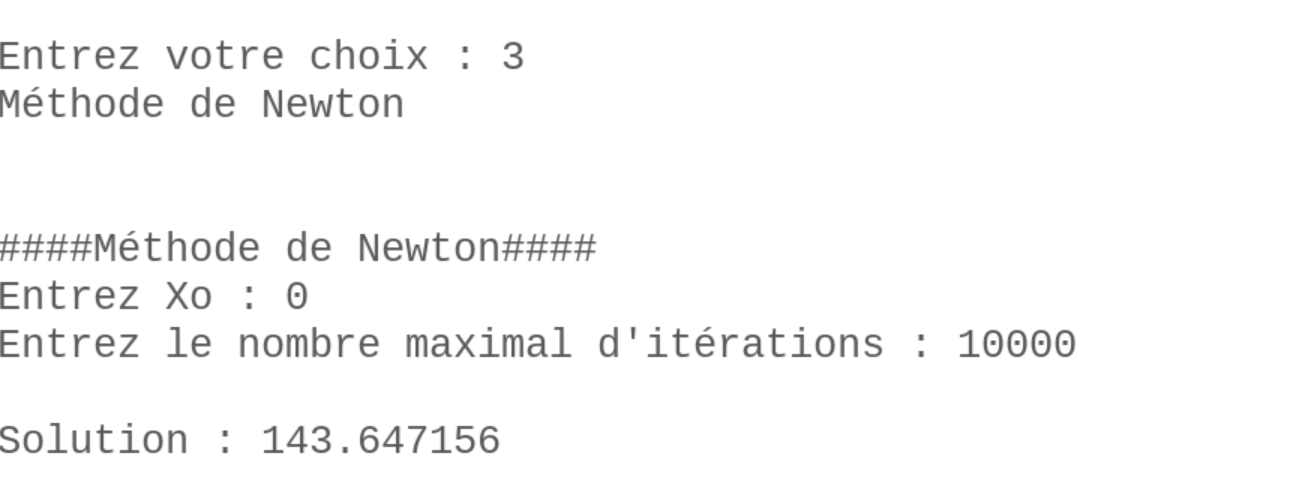 Entrez votre choix : 3
Méthode de Newton
####Méthode de Newton####
Entrez Xo : 0
Entrez le nombre maximal d'itérations : 10000
Solution : 143.647156